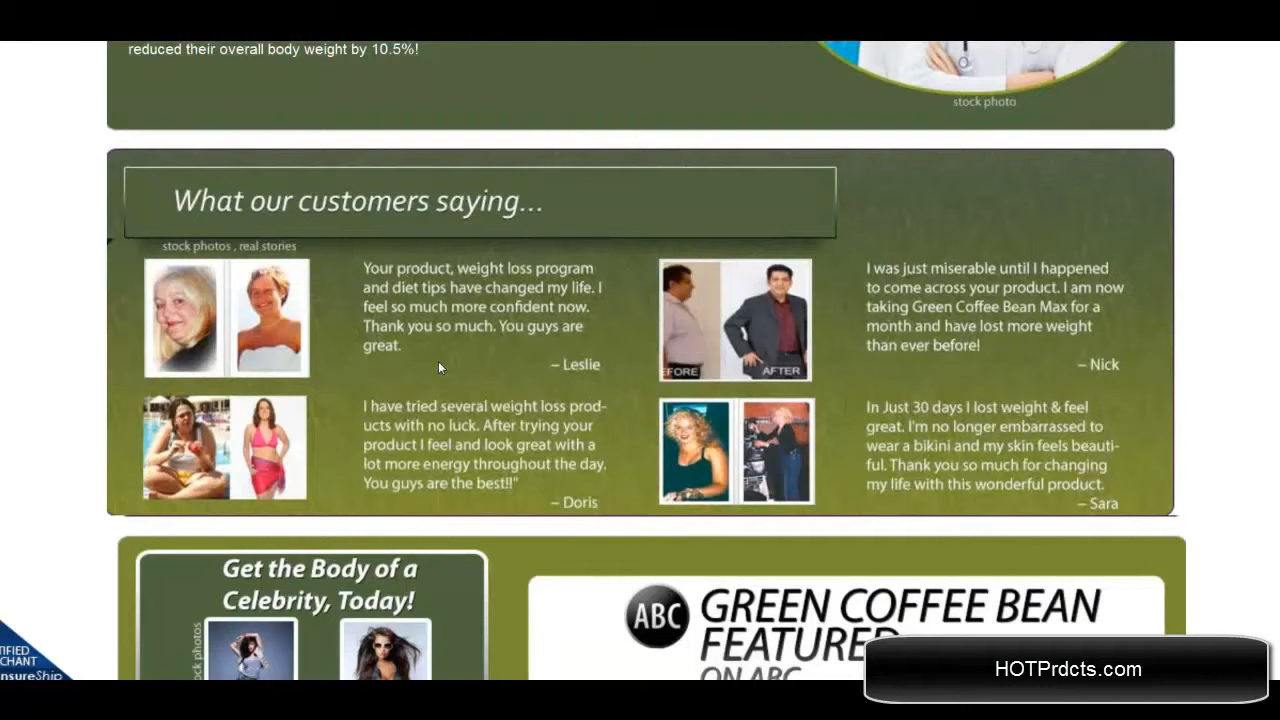 reduced their overall body weight by 10.5%!
stock photo
What our customers saying...
stock photos , real stories
Your product, weight loss program
and diet tips have changed my life. I
feel so much more confident now.
Thank you so much. You guys are
great.
– Leslie
EFORE
AFTER
I was just miserable until I happened
to come across your product. I am now
taking Green Coffee Bean Max for a
month and have lost more weight
than ever before!
– Nick
I have tried several weight loss prod-
ucts with no luck. After trying your
product I feel and look great with a
lot more energy throughout the day.
You guys are the best!!"
– Doris
In Just 30 days I lost weight & feel
great. I'm no longer embarrassed to
wear a bikini and my skin feels beauti-
ful. Thank you so much for changing
my life with this wonderful product.
– Sara
Get the Body of a
Celebrity, Today!
ock photos
ABC
GREEN COFFEE BEAN
FEATURED
ON ABC
TIFIED
CHANT
nsureShip
HOTPrdcts.com